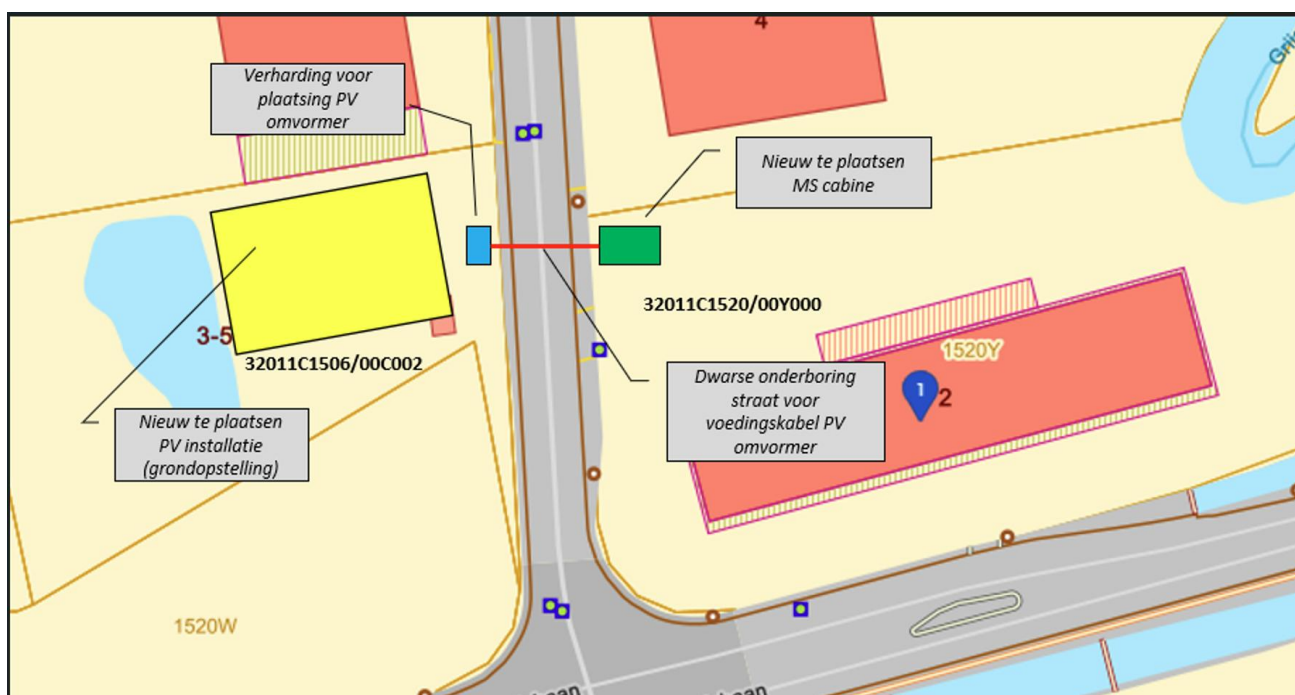 4
Verharding voor
plaatsing PV
omvormer
Nieuw te plaatsen
MS cabine
32011C1520/00Y000
3-5
32011C1506/00C002
1520Y
1
2
Dwarse onderboring
straat voor
voedingskabel PV
omvormer
Nieuw te plaatsen
PV installatie
(grondopstelling)
1520W